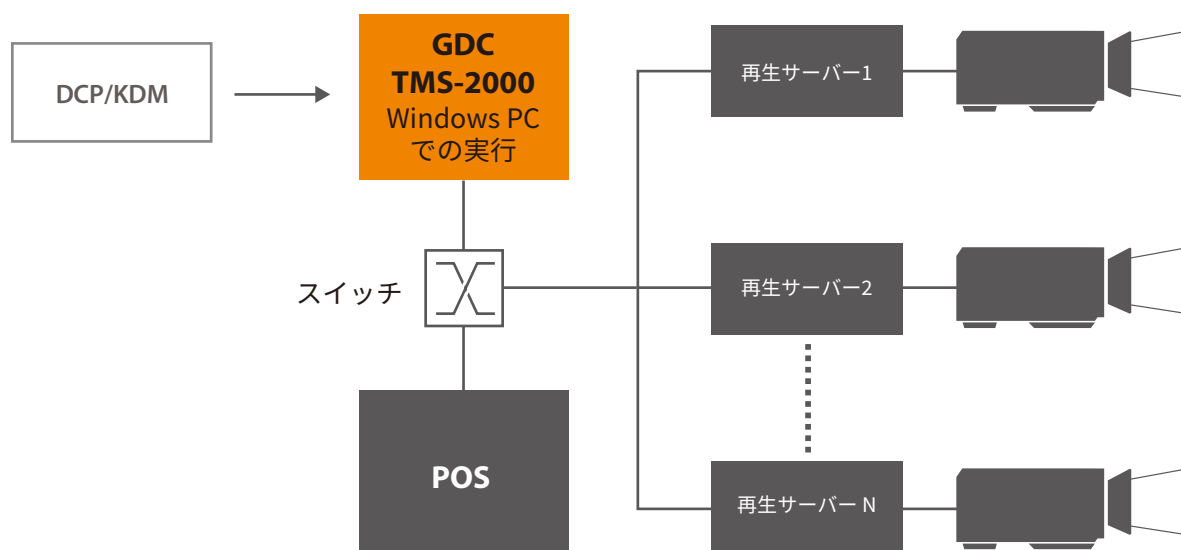 DCP/KDM
GDC
TMS-2000
Windows PC
での実行
スイッチ
POS
再生サーバー1
再生サーバー2
再生サーバー N